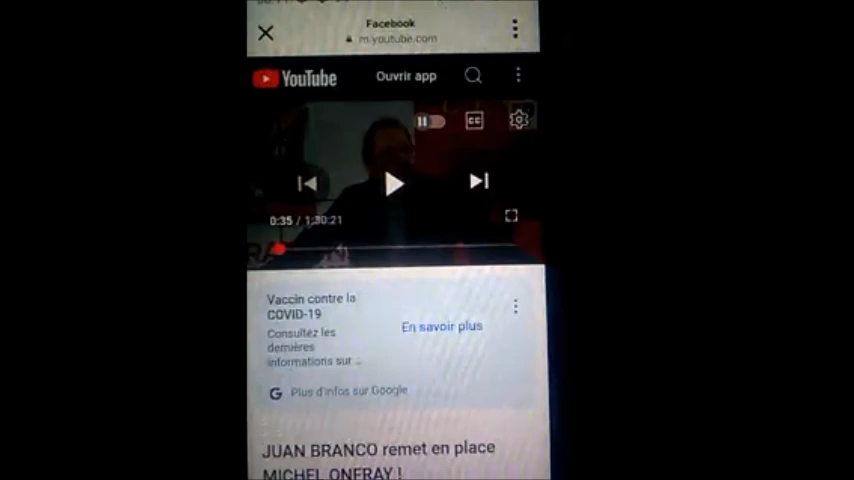 Facebook
m.youtube.com
YouTube
Ouvrir app
CC
0:35 / 1:30:21
Vaccin contre la
COVID-19
Consultez les
dernières
informations sur ...
En savoir plus
G Plus d'infos sur Google
JUAN BRANCO remet en place
MICHEL ONFRAY !